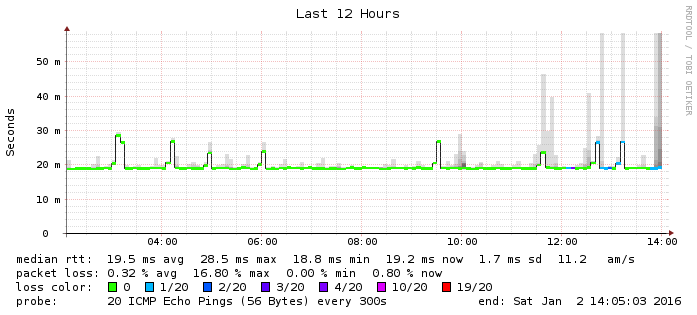 Last 12 Hours
RRDTOOL / TOBI OETIKER
Seconds
50 m
40 m
30 m
20 m
10 m
0
04:00 06:00 08:00 10:00 12:00 14:00
median rtt: 19.5 ms avg 28.5 ms max 18.8 ms min 19.2 ms now 1.7 ms sd 11.2 am/s
packet loss: 0.32 % avg 16.80 % max 0.00 % min 0.80 % now
loss color: 0 1/20 2/20 3/20 4/20 10/20 19/20
probe: 20 ICMP Echo Pings (56 Bytes) every 300s end: Sat Jan 2 14:05:03 2016